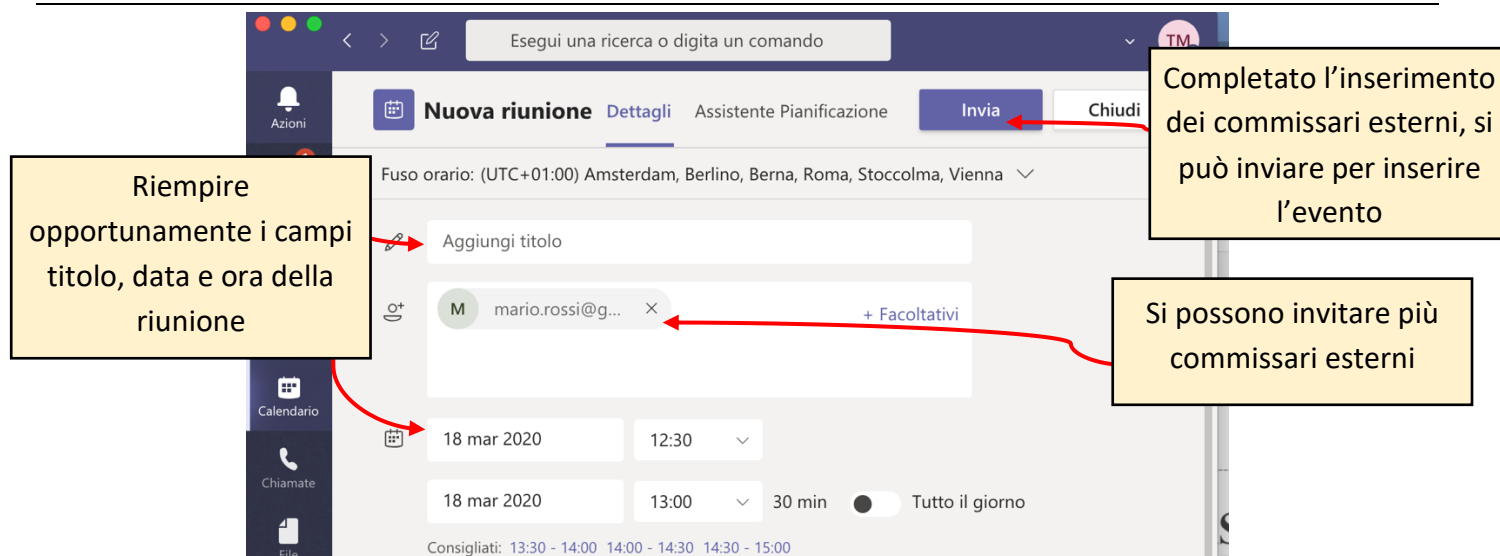 Esegui una ricerca o digita un comando
TM
Azioni
Nuova riunione Dettagli Assistente Pianificazione Invia Chiudi
Completato l’inserimento
dei commissari esterni, si
può inviare per inserire
l’evento
Fuso orario: (UTC+01:00) Amsterdam, Berlino, Berna, Roma, Stoccolma, Vienna
Riempire
opportunamente i campi
titolo, data e ora della
riunione
Aggiungi titolo
M mario.rossi@g... × + Facoltativi
Si possono invitare più
commissari esterni
Calendario
18 mar 2020 12:30
Chiamate
18 mar 2020 13:00 30 min Tutto il giorno
File
Consigliati: 13:30 - 14:00 14:00 - 14:30 14:30 - 15:00